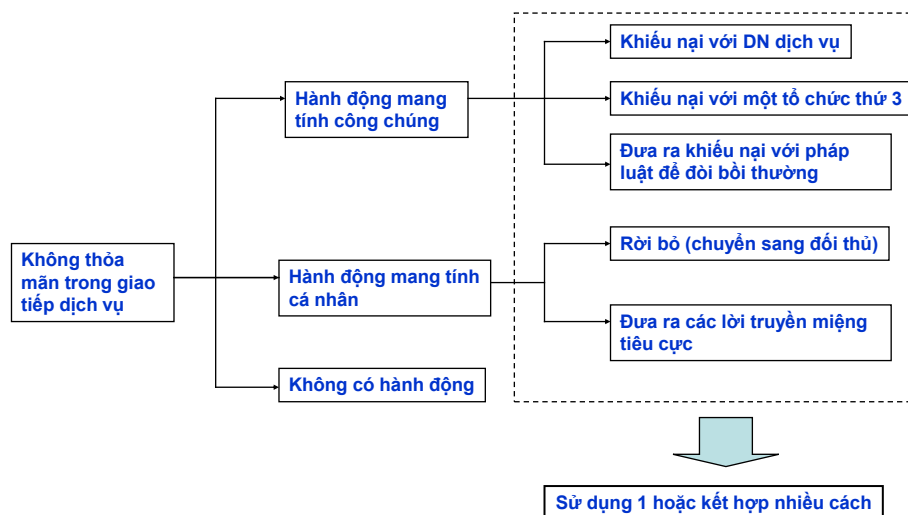 Khiếu nại với DN dịch vụ
Hành động mang
tính công chúng
Khiếu nại với một tổ chức thứ 3
Đưa ra khiếu nại với pháp
luật để đòi bồi thường
Không thỏa
mãn trong giao
tiếp dịch vụ
Hành động mang tính
cá nhân
Rời bỏ (chuyển sang đối thủ)
Đưa ra các lời truyền miệng
tiêu cực
Không có hành động
Sử dụng 1 hoặc kết hợp nhiều cách